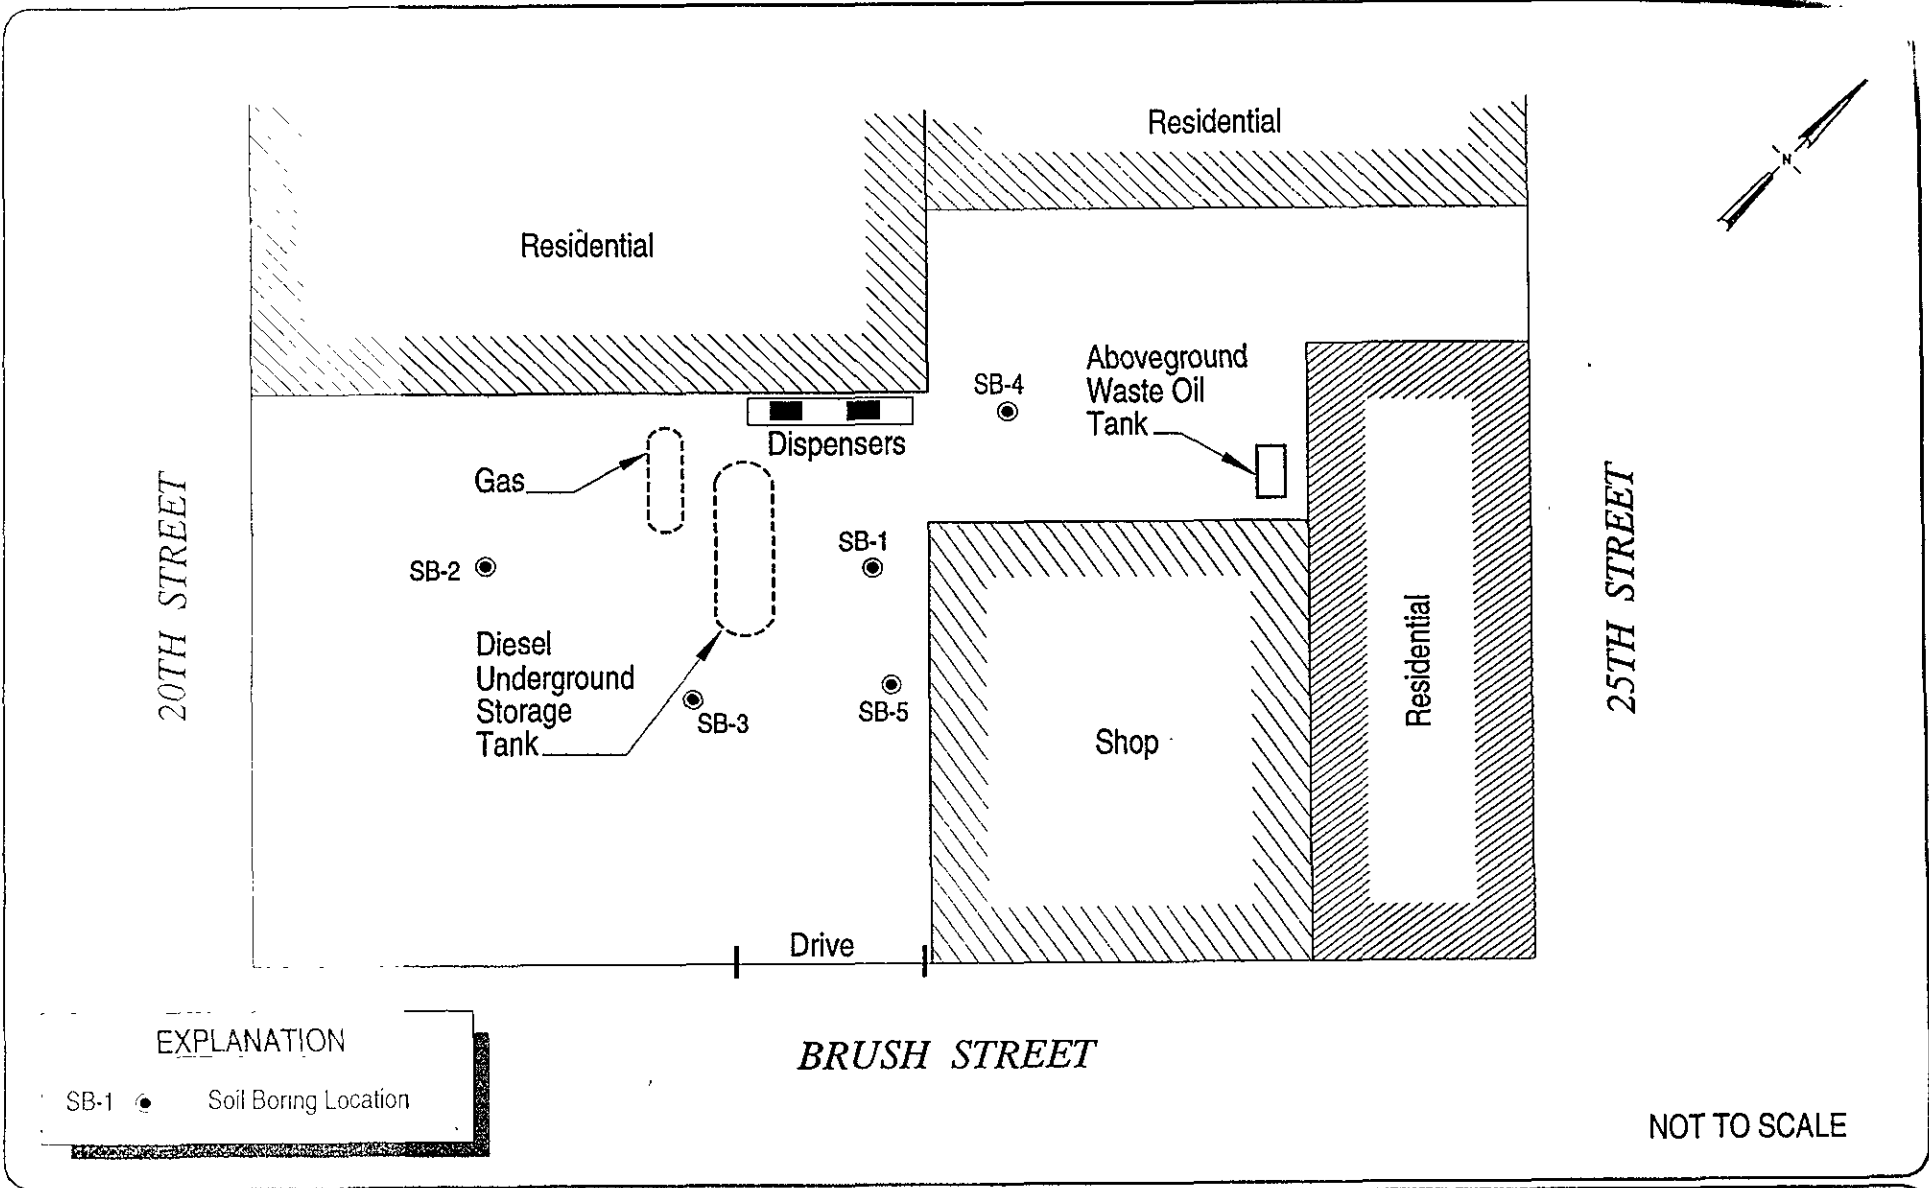 Residential
N
Residential
Aboveground
Waste Oil
Tank
SB-4
Dispensers
Gas
SB-1
SB-2
20TH STREET
25TH STREET
Residential
Diesel
Underground
Storage
Tank
SB-3
SB-5
Shop
Drive
EXPLANATION
SB-1 Soil Boring Location
BRUSH STREET
NOT TO SCALE